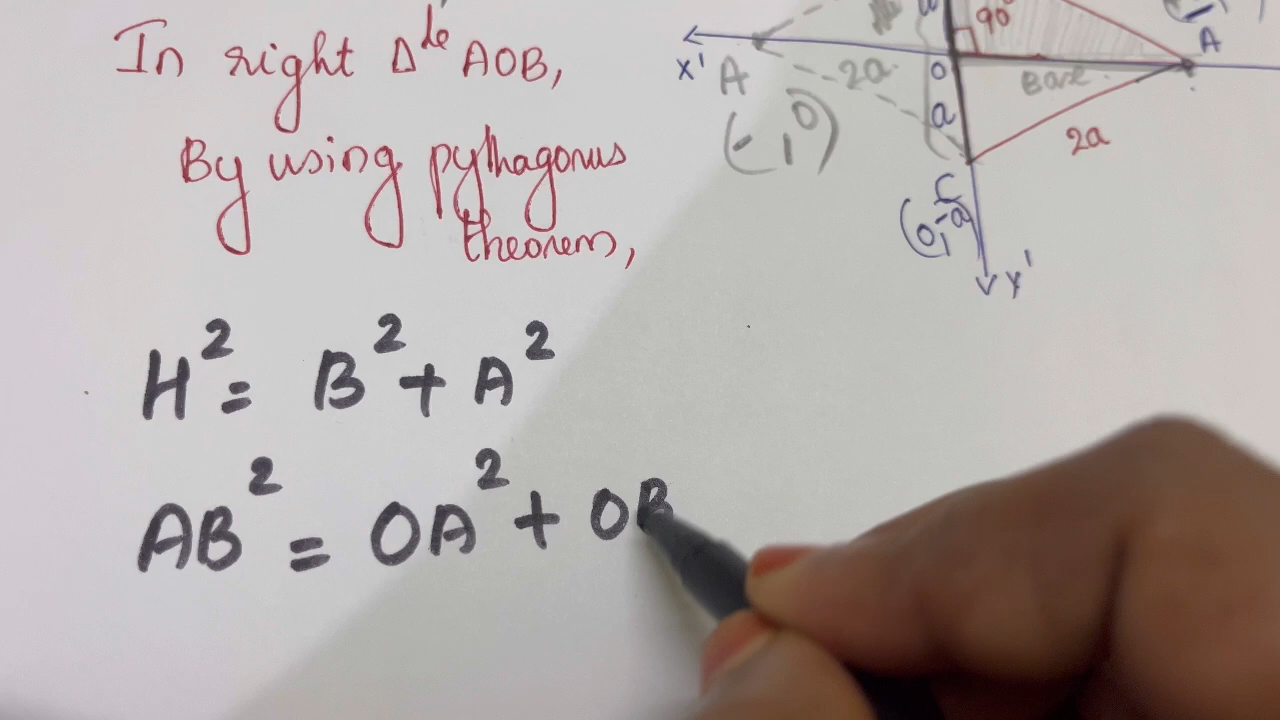 In right Δle AOB,
By using pythagorus
theorem,
H² = B² + A²
AB² = OA² + OB
90°
A
X'
A
2a
O
Base
a
(-,0)
2a
C
(0,-a)
X'